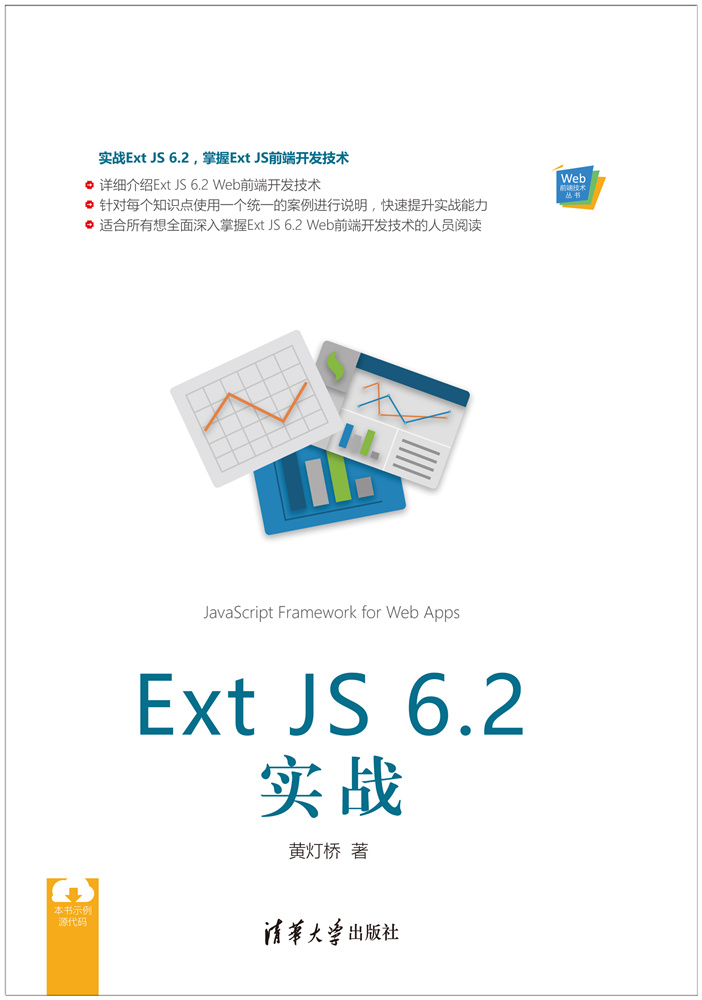 实战Ext JS 6.2，掌握Ext JS前端开发技术
详细介绍Ext JS 6.2 Web前端开发技术
针对每个知识点使用一个统一的案例进行说明，快速提升实战能力
适合所有想全面深入掌握Ext JS 6.2 Web前端开发技术的人员阅读
Web
前端技术
丛书
JavaScript Framework for Web Apps
Ext JS 6.2
实战
黄灯桥 著
本书示例
源代码
清华大学出版社